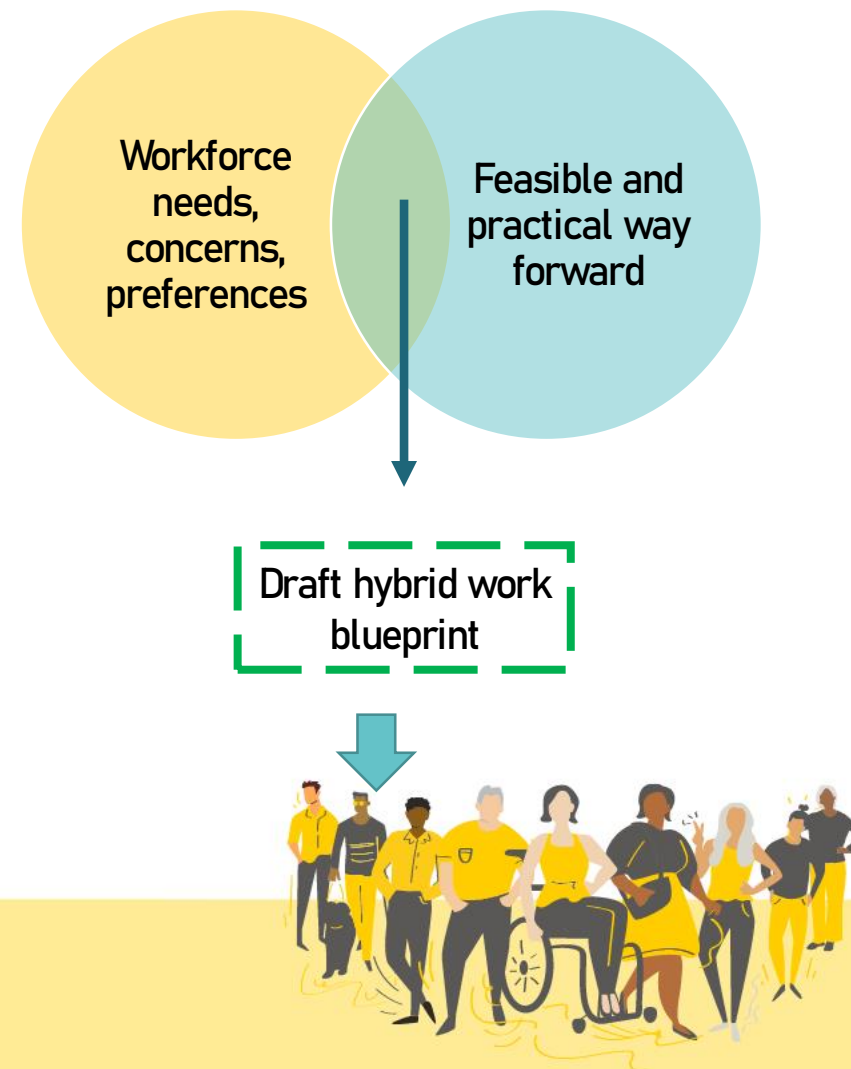 Workforce
needs,
concerns,
preferences
Feasible and
practical way
forward
Draft hybrid work
blueprint